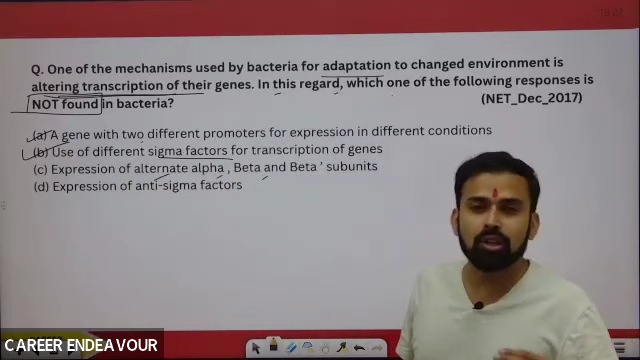 18:22
Q. One of the mechanisms used by bacteria for adaptation to changed environment is
altering transcription of their genes. In this regard, which one of the following responses is
NOT found in bacteria?
(NET_Dec_2017)
(a) A gene with two different promoters for expression in different conditions
(b) Use of different sigma factors for transcription of genes
(c) Expression of alternate alpha , Beta and Beta ' subunits
(d) Expression of anti-sigma factors
CAREER ENDEAVOUR